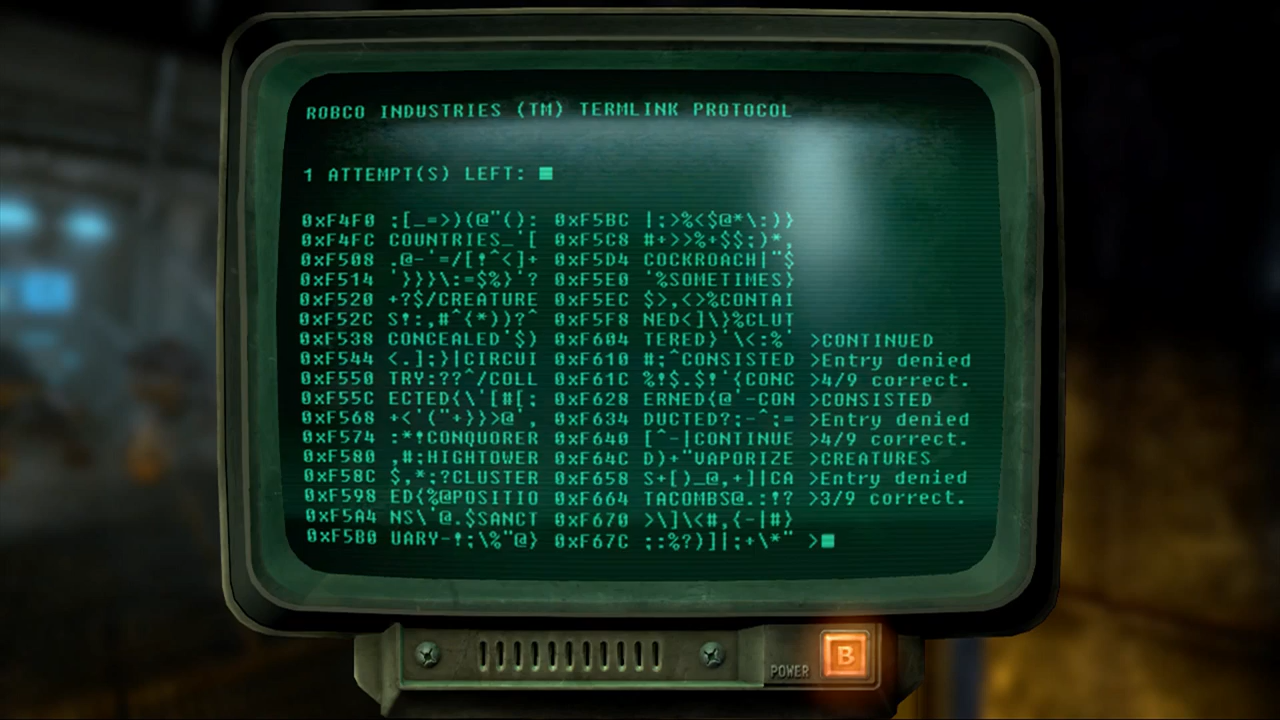 ROBCO INDUSTRIES (TM) TERMLINK PROTOCOL
1 ATTEMPT(S) LEFT:
0xF4F0 :[_=>)(@"(): 0xF5BC |;>%<$@*\:)}
0xF4FC COUNTRIES_'[ 0xF5C8 #+>>%+$$;)*,
0xF508 .@-'=/[!^<]+ 0xF5D4 COCKROACH|"$
0xF514 '}}}\:=$%}'? 0xF5E0 '%SOMETIMES}
0xF520 +?$/CREATURE 0xF5EC $>,<>%CONTAI
0xF52C S!:,#^{*))?^ 0xF5F8 NED<]\}%CLUT
0xF538 CONCEALED'$) 0xF604 TERED}'\<:%' >CONTINUED
0xF544 <.]:}|CIRCUI 0xF610 #;^CONSISTED >Entry denied
0xF550 TRY:??^/COLL 0xF61C %!$.$!'{CONC >4/9 correct.
0xF55C ECTED{\'[#[; 0xF628 ERNED{@'-CON >CONSISTED
0xF568 +<'("+}}>@', 0xF634 DUCTED?;-^;= >Entry denied
0xF574 :*!CONQUORER 0xF640 [^-|CONTINUE >4/9 correct.
0xF580 ,#;HIGHTOWER 0xF64C D)+"VAPORIZE >CREATURES
0xF58C $,*;?CLUSTER 0xF658 S+[)_@,+]|CA >Entry denied
0xF598 ED{%@POSITIO 0xF664 TACOMBS@.:!? >3/9 correct.
0xF5A4 NS\'@.$SANCT 0xF670 >\]\<#,{-|#}
0xF5B0 UARY-!;\%"@} 0xF67C ;:%?)]|;+\*" >
POWER
B